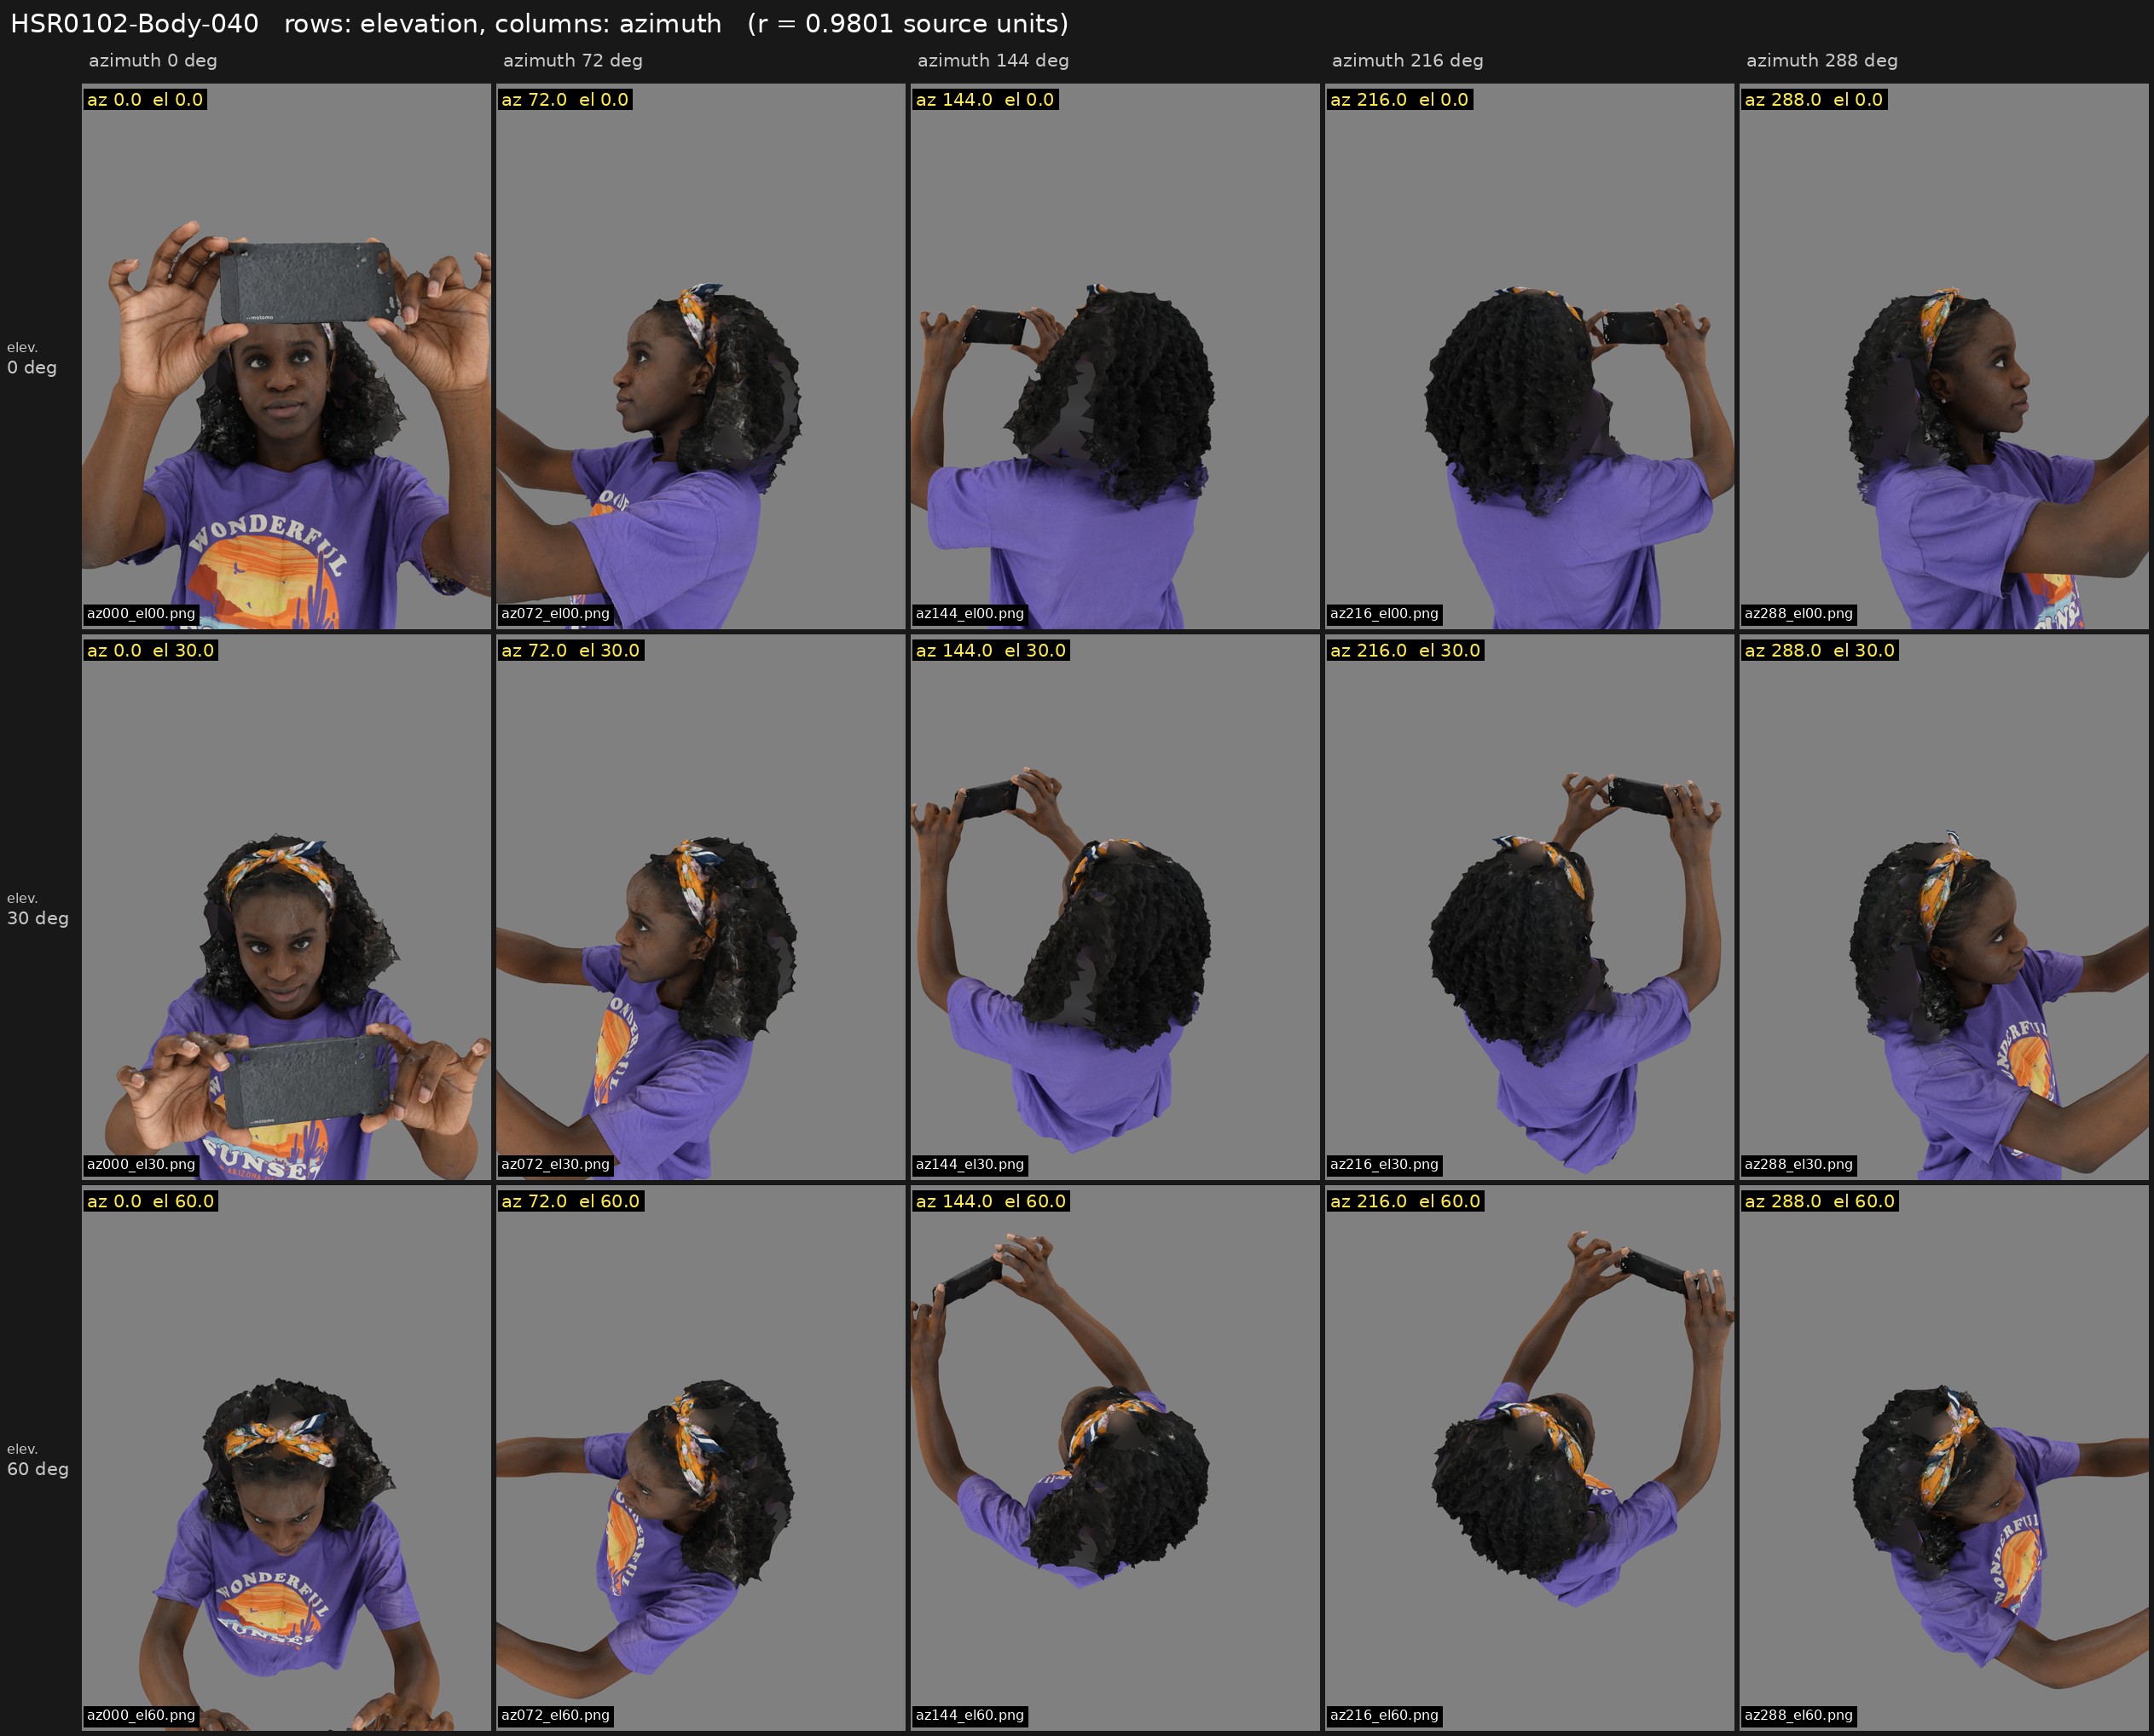 HSR0102-Body-040   rows: elevation, columns: azimuth   (r = 0.9801 source units)
azimuth 0 deg
azimuth 72 deg
azimuth 144 deg
azimuth 216 deg
azimuth 288 deg
elev.
0 deg
az 0.0  el 0.0
WONDERFUL
az000_el00.png
az 72.0  el 0.0
az072_el00.png
az 144.0  el 0.0
az144_el00.png
az 216.0  el 0.0
az216_el00.png
az 288.0  el 0.0
az288_el00.png
elev.
30 deg
az 0.0  el 30.0
SUNSET
ARIZONA
az000_el30.png
az 72.0  el 30.0
ONDERFUL
az072_el30.png
az 144.0  el 30.0
az144_el30.png
az 216.0  el 30.0
az216_el30.png
az 288.0  el 30.0
ONDERFUL
az288_el30.png
elev.
60 deg
az 0.0  el 60.0
WONDERFUL
SUNSET
az000_el60.png
az 72.0  el 60.0
ONDERFUL
az072_el60.png
az 144.0  el 60.0
az144_el60.png
az 216.0  el 60.0
az216_el60.png
az 288.0  el 60.0
WONDERFUL
az288_el60.png